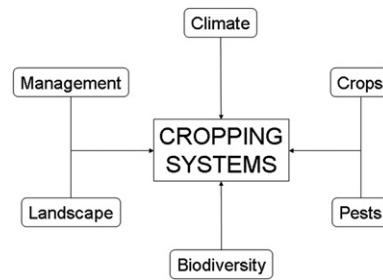 Climate
Management
Crops
CROPPING
SYSTEMS
Landscape
Pests
Biodiversity